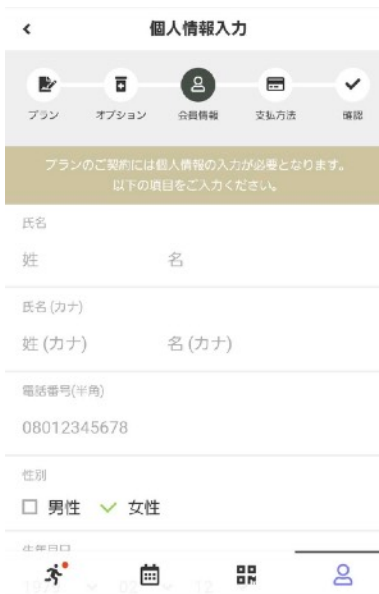 個人情報入力
プラン
オプション
会員情報
支払方法
確認
プランのご契約には個人情報の入力が必要となります。
以下の項目をご入力ください。
氏名
姓 名
氏名(カナ)
姓(カナ) 名(カナ)
電話番号(半角)
08012345678
性別
男性 女性
1973 02 12